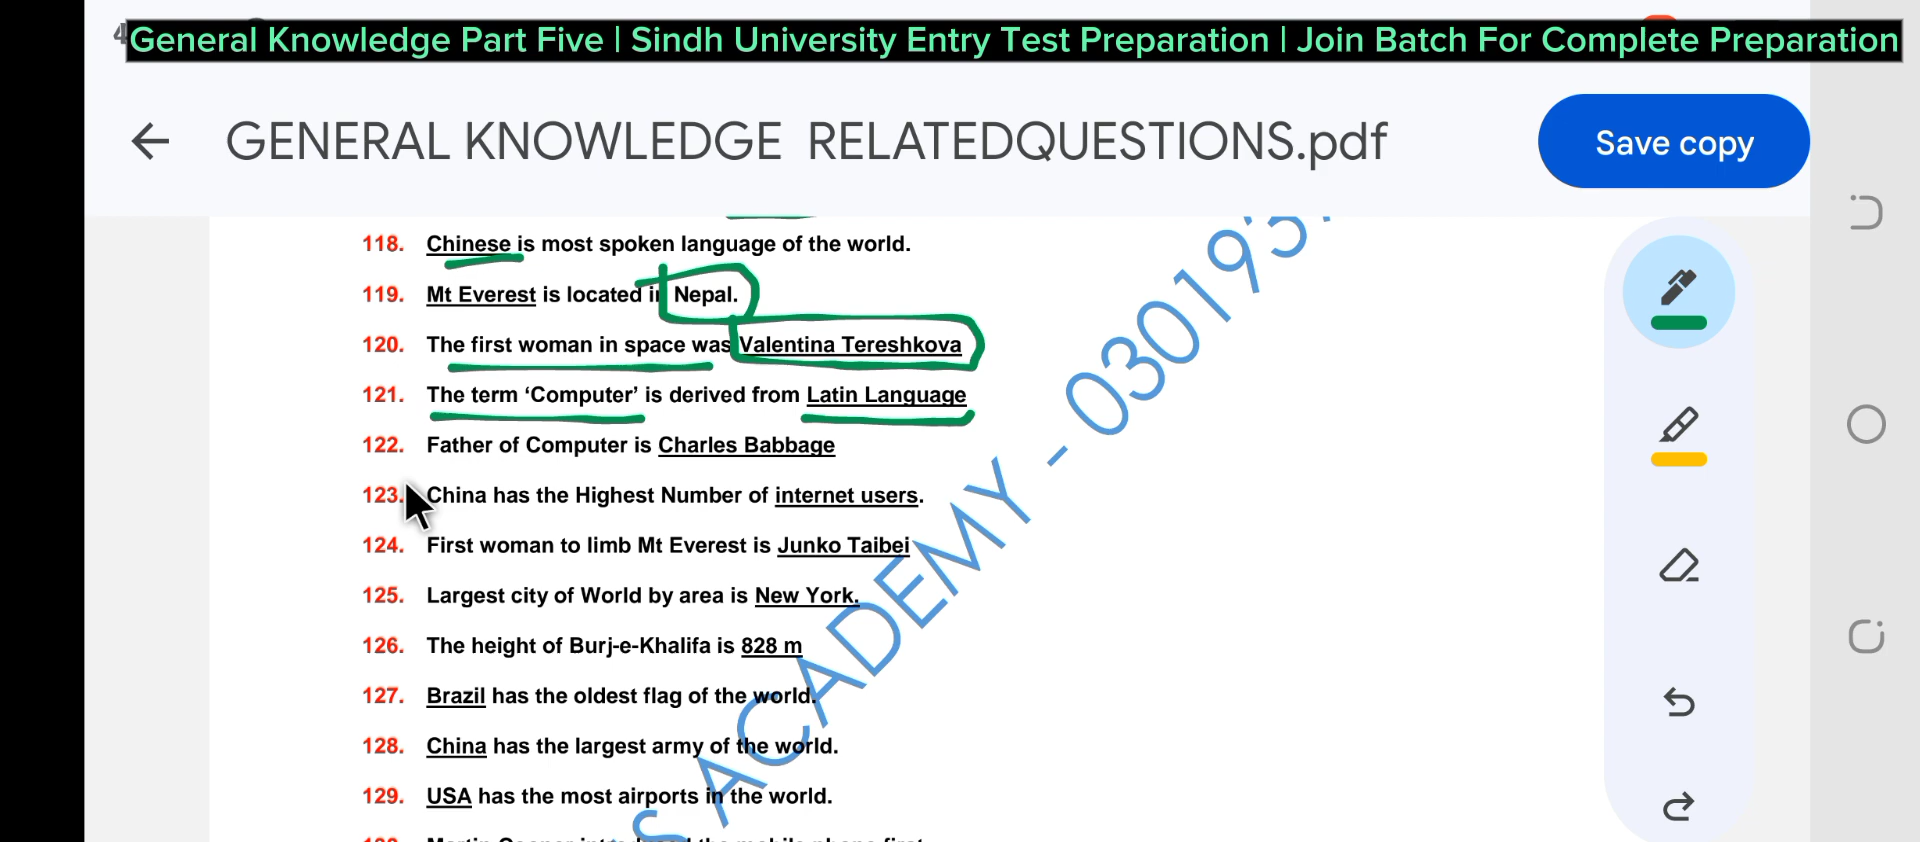 General Knowledge Part Five | Sindh University Entry Test Preparation | Join Batch For Complete Preparation
GENERAL KNOWLEDGE RELATEDQUESTIONS.pdf
Save copy
118. Chinese is most spoken language of the world.
119. Mt Everest is located in Nepal.
120. The first woman in space was Valentina Tereshkova
121. The term ‘Computer’ is derived from Latin Language
122. Father of Computer is Charles Babbage
123. China has the Highest Number of internet users.
124. First woman to limb Mt Everest is Junko Taibei
125. Largest city of World by area is New York.
126. The height of Burj-e-Khalifa is 828 m
127. Brazil has the oldest flag of the world.
128. China has the largest army of the world.
129. USA has the most airports in the world.
S ACADEMY - 030195